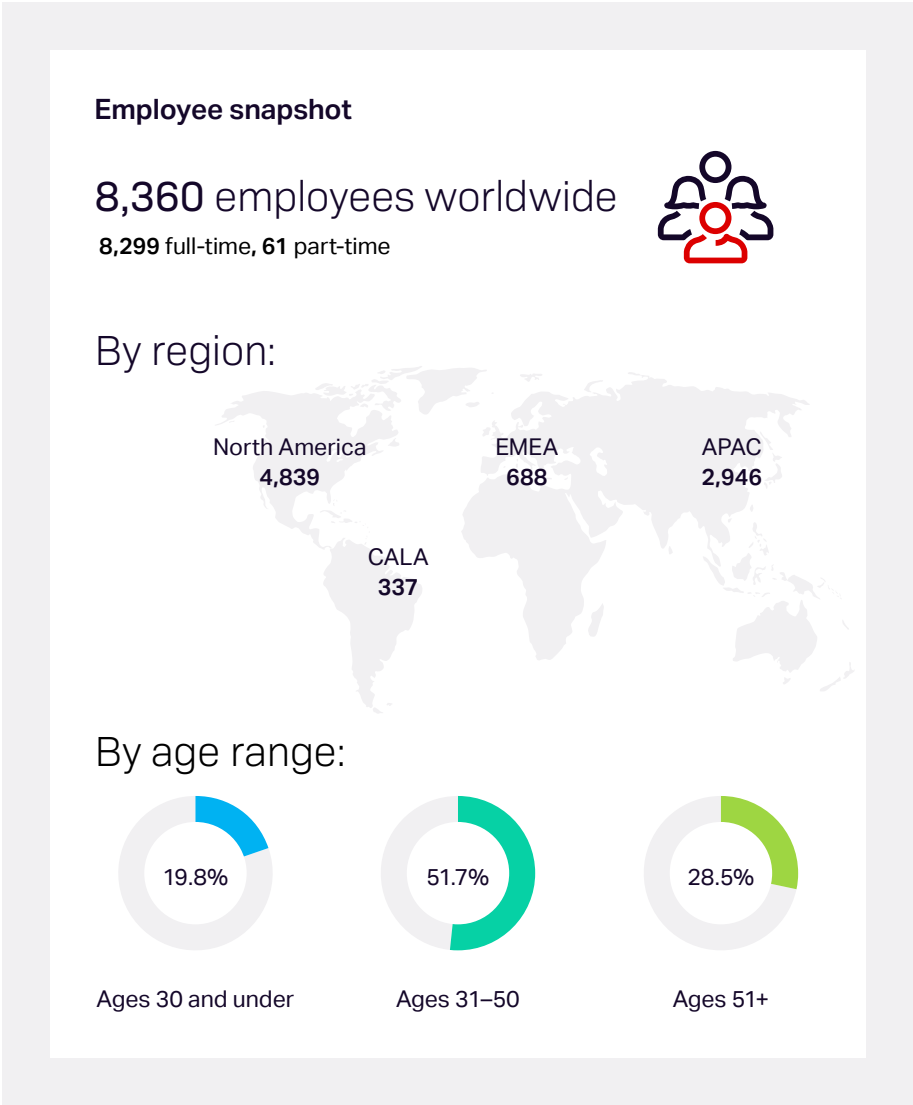 Employee snapshot
8,360 employees worldwide
8,299 full-time, 61 part-time
By region:
North America
4,839
EMEA
688
APAC
2,946
CALA
337
By age range:
19.8%
51.7%
28.5%
Ages 30 and under
Ages 31–50
Ages 51+